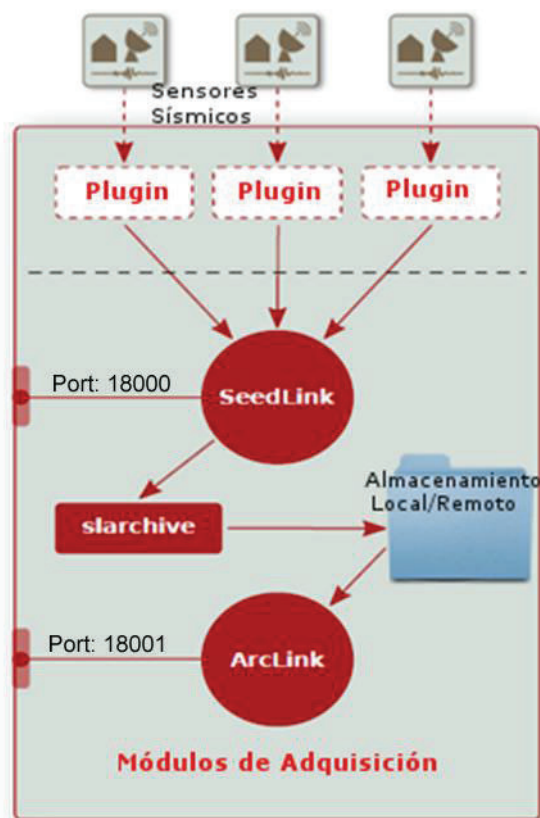 Sensores
Sísmicos
Plugin
Plugin
Plugin
Port: 18000
SeedLink
Almacenamiento
Local/Remoto
slarchive
Port: 18001
ArcLink
Módulos de Adquisición